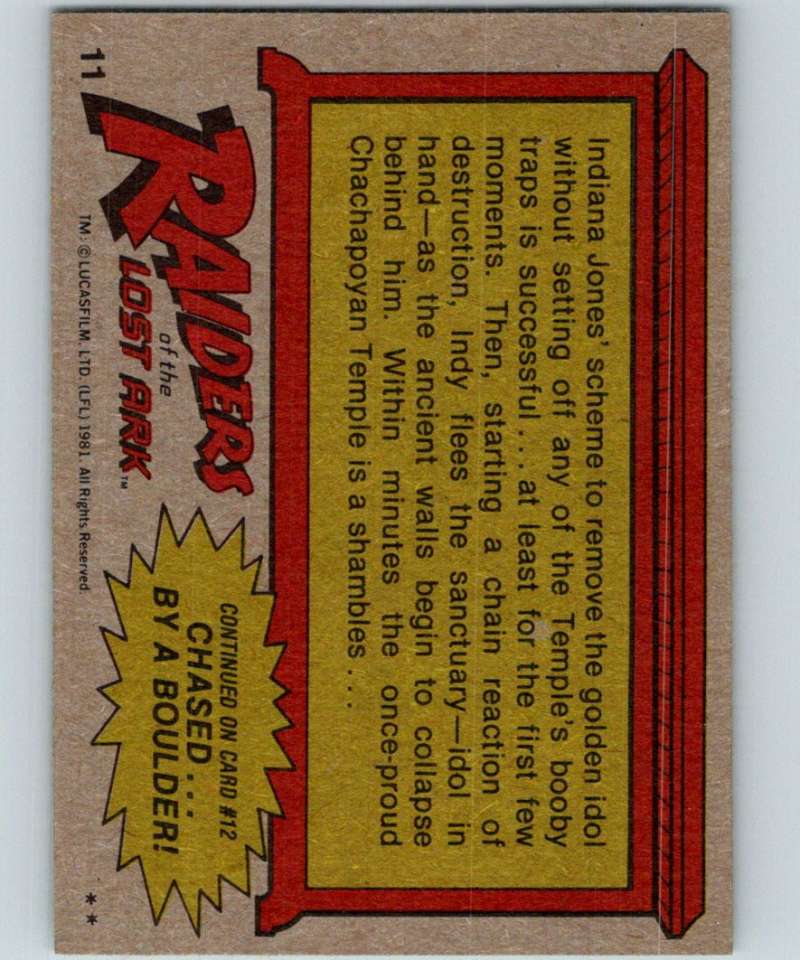 Indiana Jones' scheme to remove the golden idol
without setting off any of the Temple's booby
traps is successful . . . at least for the first few
moments. Then, starting a chain reaction of
destruction, Indy flees the sanctuary—idol in
hand—as the ancient walls begin to collapse
behind him. Within minutes the once-proud
Chachapoyan Temple is a shambles . . .
RAIDERS
of the
LOST ARK™
CONTINUED ON CARD #12
CHASED . . .
BY A BOULDER!
11
TM: © LUCASFILM, LTD. (LFL) 1981. All Rights Reserved.
**